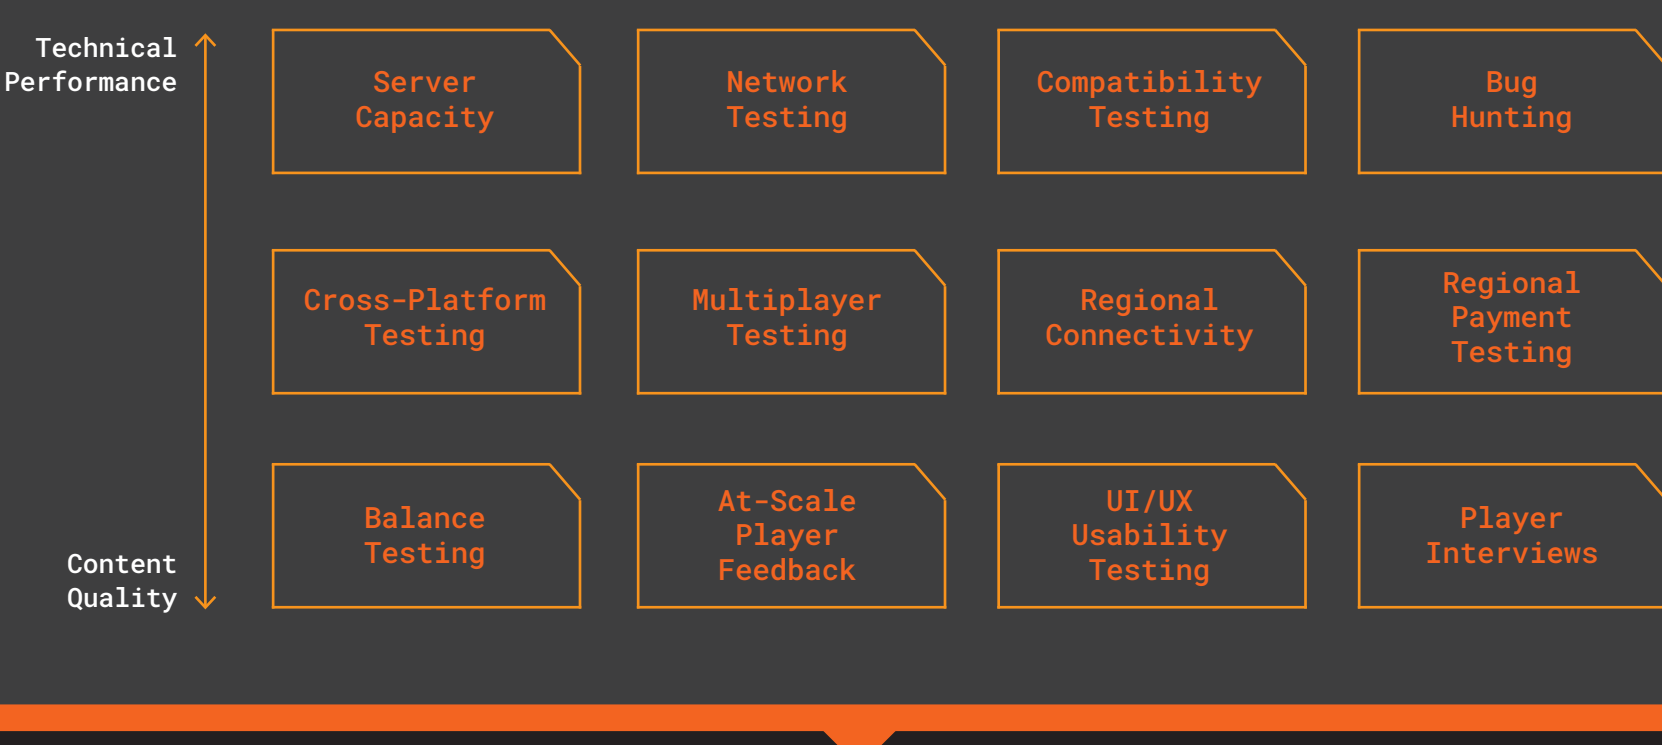 Technical
Performance
Server
Capacity
Network
Testing
Compatibility
Testing
Bug
Hunting
Cross-Platform
Testing
Multiplayer
Testing
Regional
Connectivity
Regional
Payment
Testing
Content
Quality
Balance
Testing
At-Scale
Player
Feedback
UI/UX
Usability
Testing
Player
Interviews